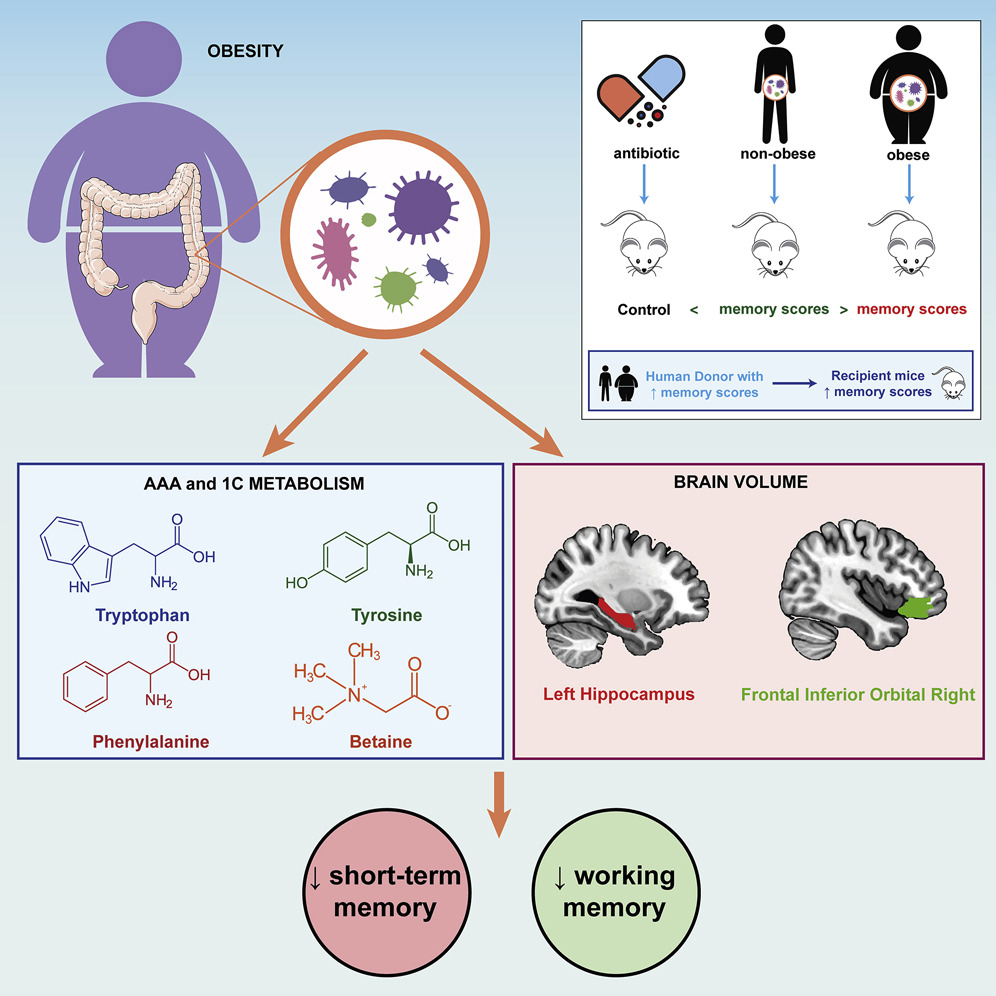 OBESITY
antibiotic
non-obese
obese
Control < memory scores > memory scores
Human Donor with
↑ memory scores
Recipient mice
↑ memory scores
AAA and 1C METABOLISM
O
OH
NH₂
HN
Tryptophan
O
OH
NH₂
HO
Tyrosine
O
OH
NH₂
Phenylalanine
CH₃
H₃C
N⁺
H₃C
O
O⁻
Betaine
BRAIN VOLUME
Left Hippocampus
Frontal Inferior Orbital Right
↓ short-term
memory
↓ working
memory